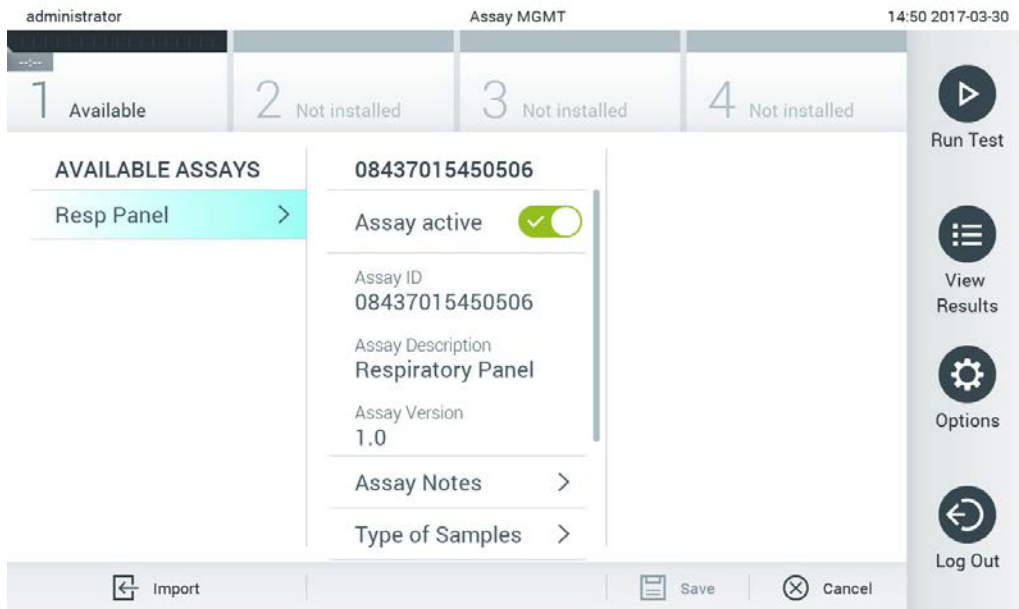 administrator Assay MGMT 14:50 2017-03-30
--:--
1 Available 2 Not installed 3 Not installed 4 Not installed
Run Test
AVAILABLE ASSAYS
Resp Panel
08437015450506
Assay active
Assay ID
08437015450506
Assay Description
Respiratory Panel
Assay Version
1.0
Assay Notes
Type of Samples
View
Results
Options
Log Out
Import Save Cancel